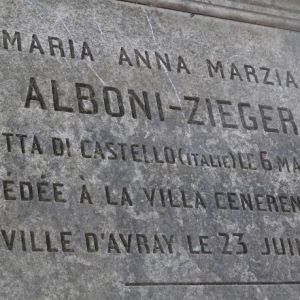 MARIA ANNA MARZIA
ALBONI-ZIEGER
TTA DI CASTELLO (ITALIE) LE 6 MA
ÉDÉE À LA VILLA CENEREN
VILLE D'AVRAY LE 23 JUI